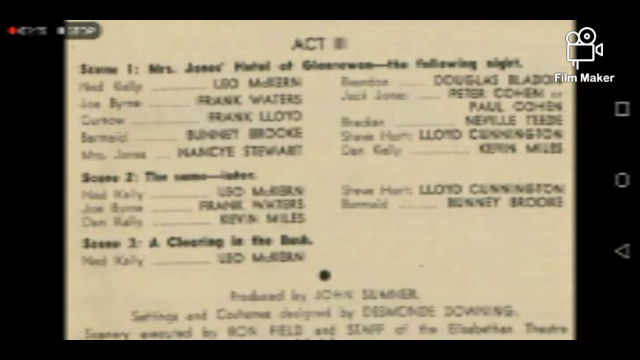 STOP
Film Maker
ACT III
Scene 1: Mrs. Jones' Hotel at Glenrowan—the following night.
Ned Kelly LEO McKERN
Joe Byrne FRANK WATERS
Curnow FRANK LLOYD
Barmaid BUNNEY BROOKE
Mrs. Jones NANCYE STEWART
Reardon DOUGLAS
Jack Jones PETER COHEN or
PAUL COHEN
Bracken NEVILLE TEEDE
Steve Hart: LLOYD CUNNINGTON
Dan Kelly KEVIN MILES
Scene 2: The same—later.
Ned Kelly LEO McKERN
Joe Byrne FRANK WATERS
Dan Kelly KEVIN MILES
Steve Hart: LLOYD CUNNINGTON
Barmaid BUNNEY BROOKE
Scene 3: A Clearing in the Bush.
Ned Kelly LEO McKERN
Produced by JOHN SUMNER.
Settings and Costumes designed by DESMONDE DOWNING.
Scenery executed by RON FIELD and STAFF of the Elizabethan Theatre